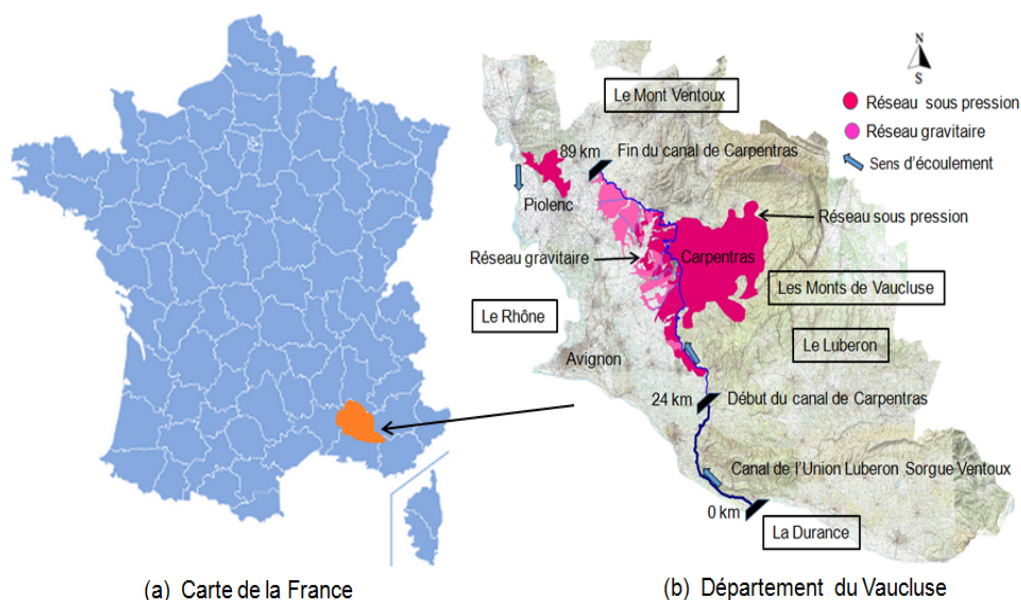 N
S
Le Mont Ventoux
Réseau sous pression
Réseau gravitaire
Sens d'écoulement
89 km
Fin du canal de Carpentras
Piolenc
Réseau sous pression
Réseau gravitaire
Carpentras
Les Monts de Vaucluse
Le Rhône
Le Luberon
Avignon
24 km
Début du canal de Carpentras
Canal de l'Union Luberon Sorgue Ventoux
0 km
La Durance
(a) Carte de la France
(b) Département du Vaucluse